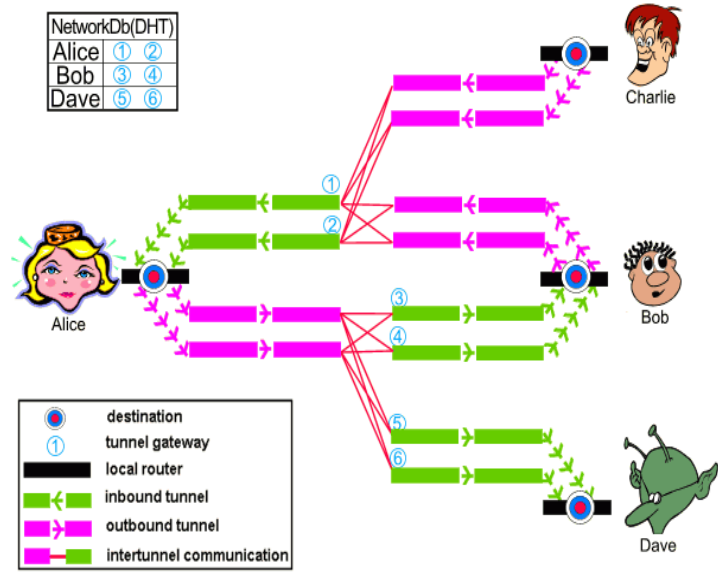 NetworkDb(DHT)
Alice 1 2
Bob 3 4
Dave 5 6
Charlie
1
2
Alice
3
4
Bob
5
6
Dave
destination
1 tunnel gateway
local router
inbound tunnel
outbound tunnel
intertunnel communication